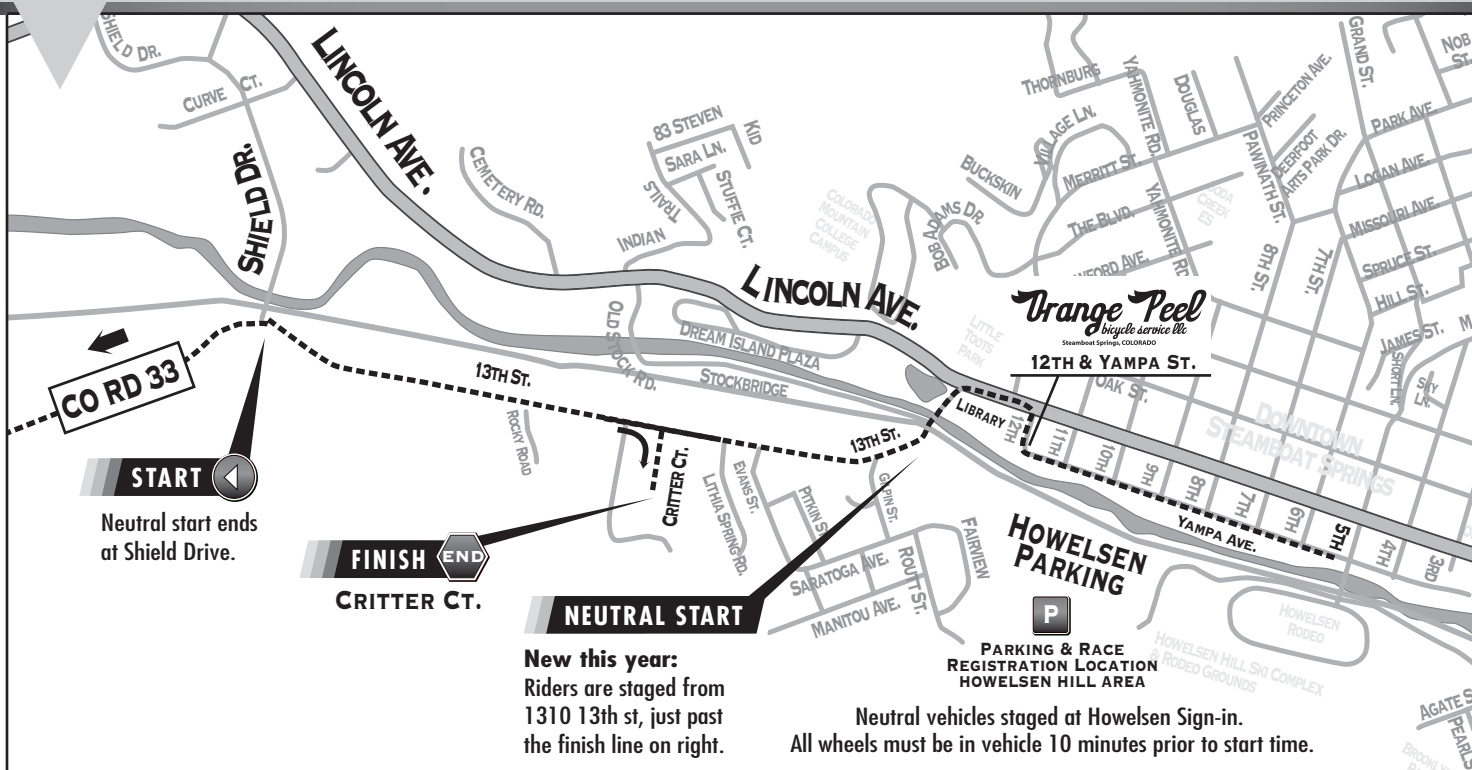 SHIELD DR.
CURVE CT.
LINCOLN AVE.
SHIELD DR.
CEMETERY RD.
83 STEVEN
KID
SARA LN.
TRAILS
STUFFIE CT.
INDIAN
COLORADO
MOUNTAIN
COLLEGE
CAMPUS
BOB ADAMS DR.
BUCKSKIN
VILLAGE LN.
THORNBURG
YAHMONITE RD.
DOUGLAS
MERRITT ST.
THE BLVD.
YAHMONITE RD.
SODA
CREEK
ES
PRINCETON AVE.
DEERFOOT
ARTS PARK DR.
PAWINATH ST.
GRAND ST.
NOB
ST.
PARK AVE.
LOGAN AVE.
MISSOURI AVE.
SPRUCE ST.
HILL ST.
JAMES ST.
SHORT LN.
SKY
LN.
8TH ST.
7TH ST.
LINCOLN AVE.
LITTLE
TOOTS
PARK
Orange Peel
bicycle service llc
Steamboat Springs, COLORADO
12TH & YAMPA ST.
OAK ST.
DOWNTOWN
STEAMBOAT SPRINGS
OLD STOCK RD.
DREAM ISLAND PLAZA
STOCKBRIDGE
LIBRARY
12TH
11TH
10TH
9TH
8TH
7TH
6TH
5TH
4TH
3RD
YAMPA AVE.
CO RD 33
13TH ST.
13TH ST.
ROCKY ROAD
CRITTER CT.
LITHIA SPRING RD.
EVANS ST.
PITKIN ST.
GILPIN ST.
SARATOGA AVE.
MANITOU AVE.
ROUTT ST.
FAIRVIEW
START
Neutral start ends
at Shield Drive.
FINISH END
CRITTER CT.
NEUTRAL START
New this year:
Riders are staged from
1310 13th st, just past
the finish line on right.
HOWELSEN
PARKING
P
PARKING & RACE
REGISTRATION LOCATION
HOWELSEN HILL AREA
HOWELSEN
RODEO
HOWELSEN HILL SKI COMPLEX
& RODEO GROUNDS
Neutral vehicles staged at Howelsen Sign-in.
All wheels must be in vehicle 10 minutes prior to start time.